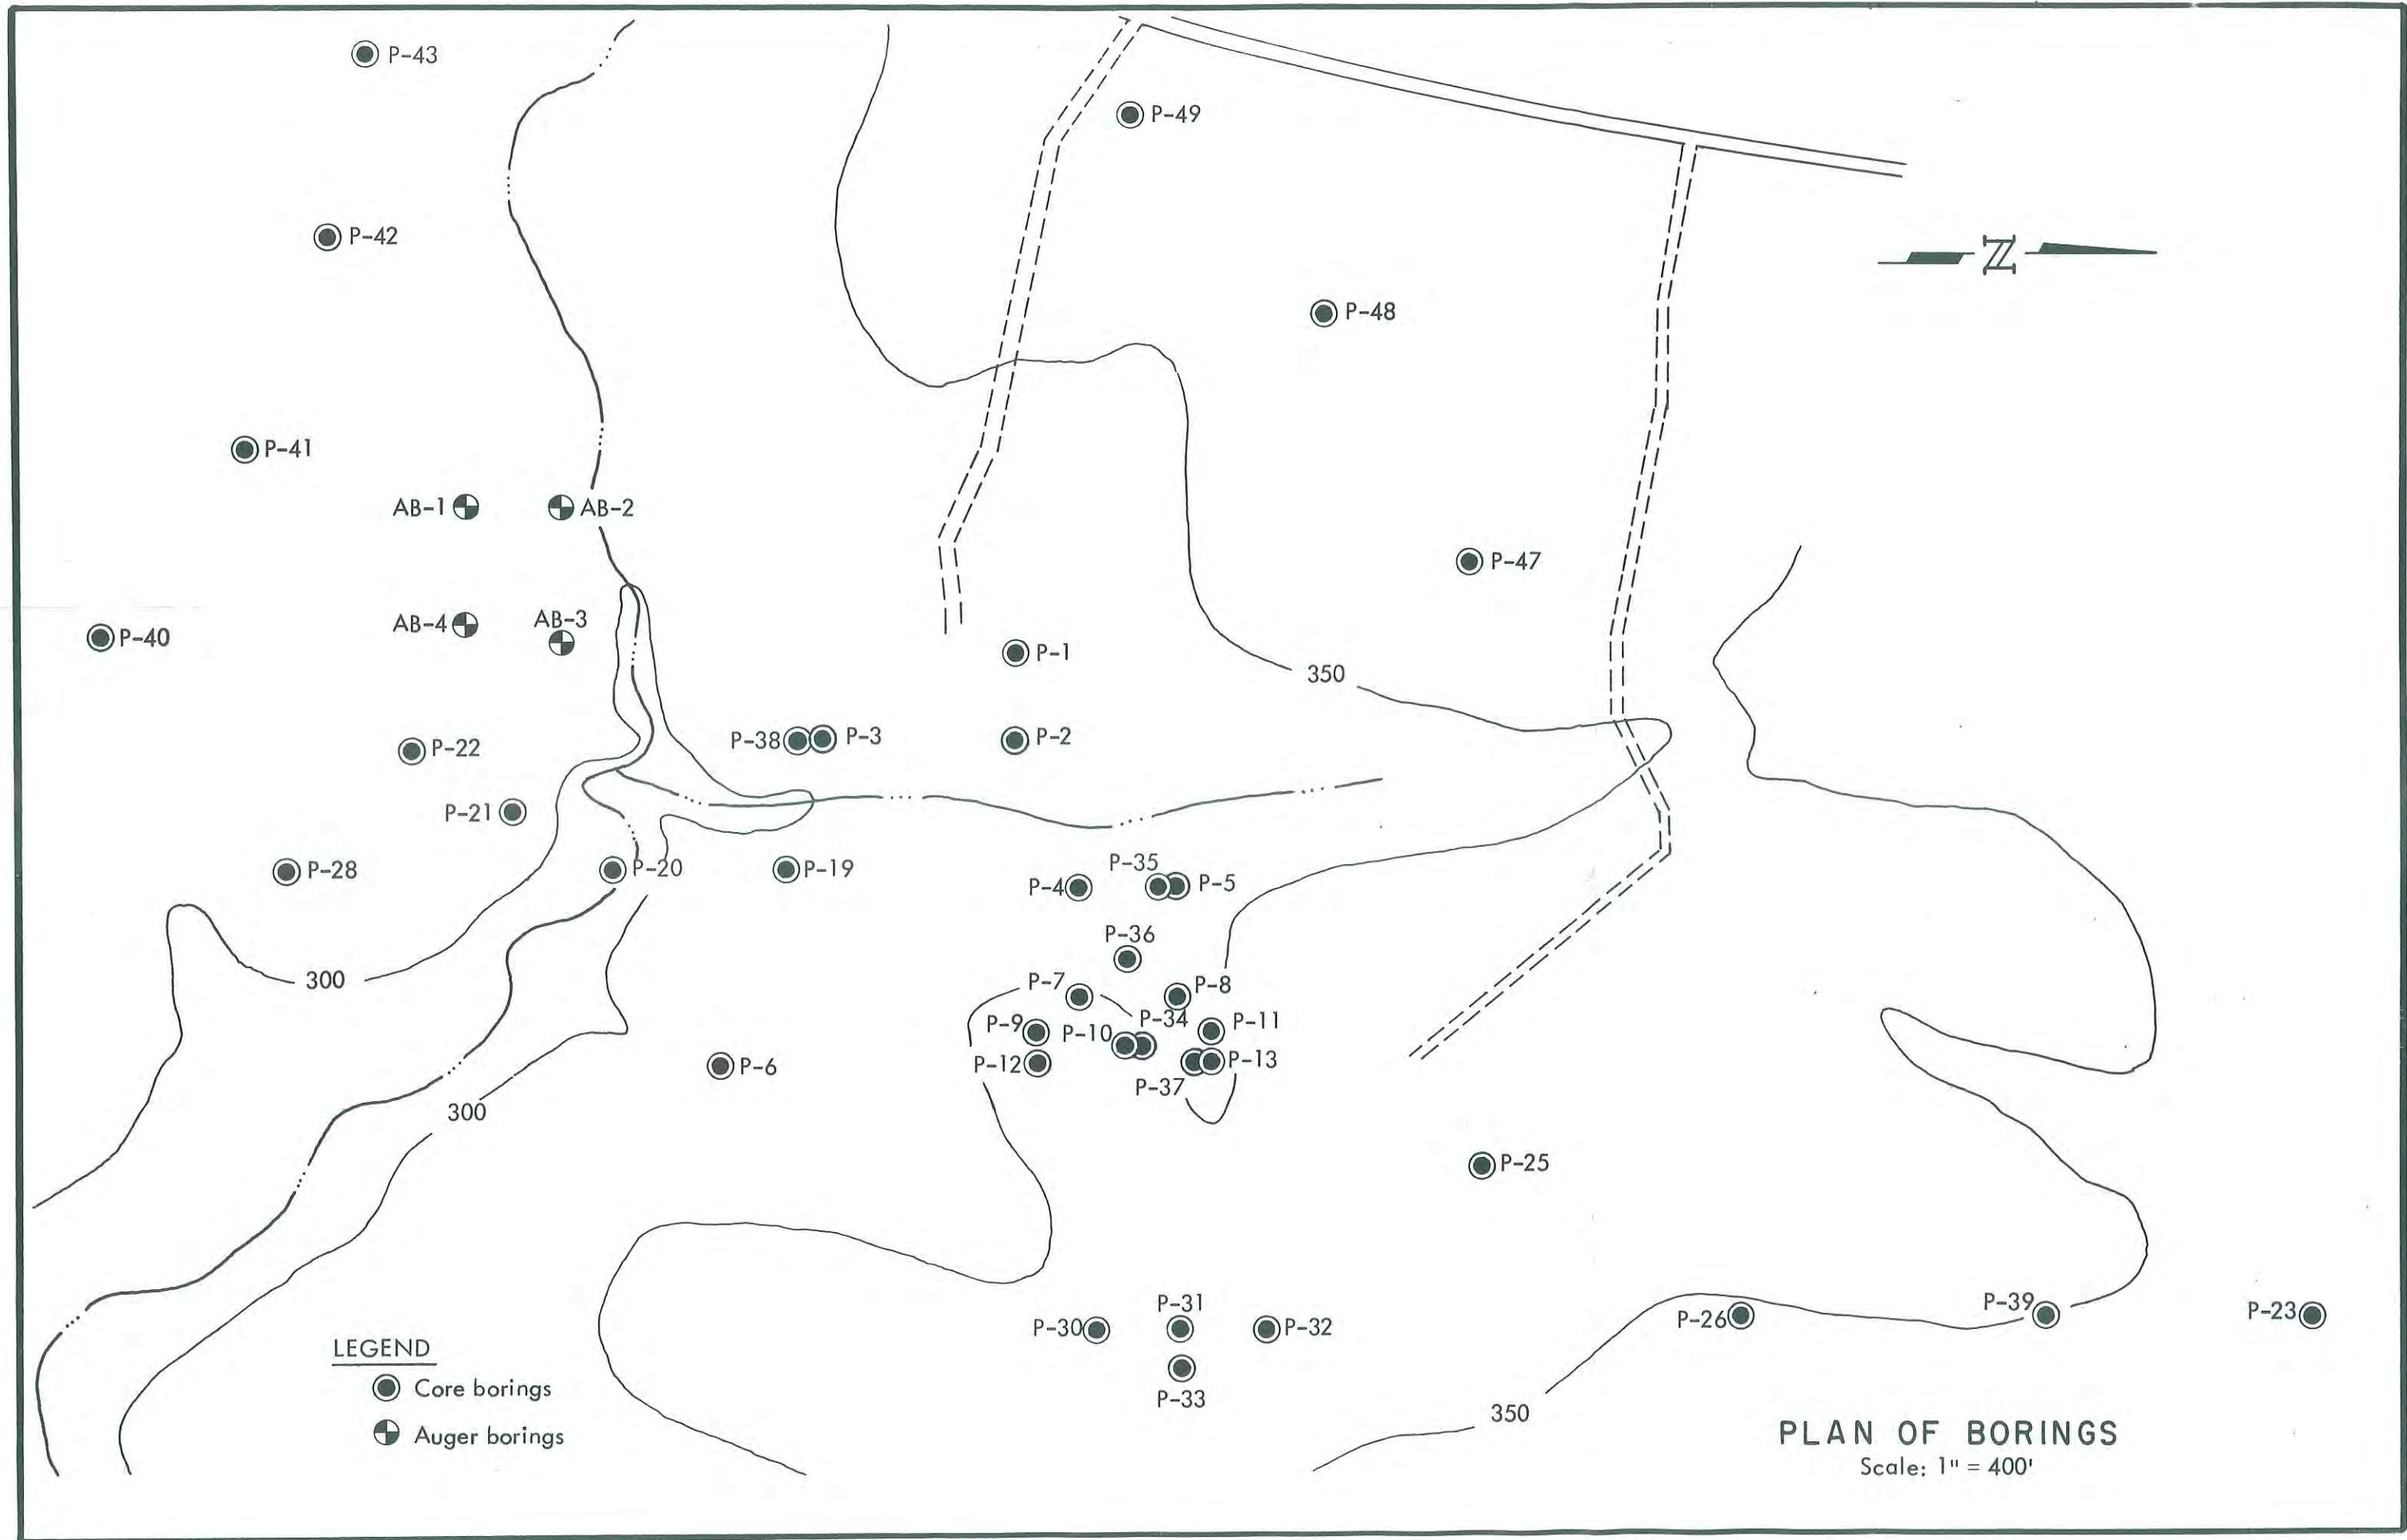 P-43
P-49
P-42
N
P-48
P-41
AB-1
AB-2
P-47
AB-4
AB-3
P-40
P-1
350
P-38
P-3
P-2
P-22
P-21
P-28
P-20
P-19
P-35
P-4
P-5
P-36
300
P-7
P-8
P-9
P-10
P-34
P-11
P-12
P-6
P-37
P-13
300
P-25
P-31
P-30
P-32
P-33
P-26
P-39
P-23
350
LEGEND
Core borings
Auger borings
PLAN OF BORINGS
Scale: 1" = 400'